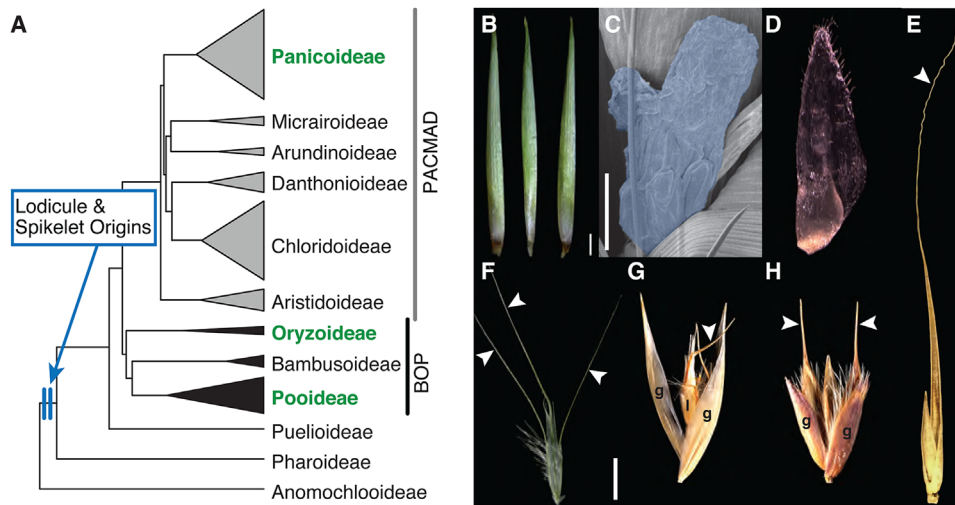 A
Panicoideae
Micrairoideae
Arundinoideae
Danthonioideae
Chloridoideae
Aristidoideae
Oryzoideae
Bambusoideae
Pooideae
Puelioideae
Pharoideae
Anomochlooideae
PACMAD
BOP
Lodicule &
Spikelet Origins
B
C
D
E
F
G
H
g
l
g
g
g